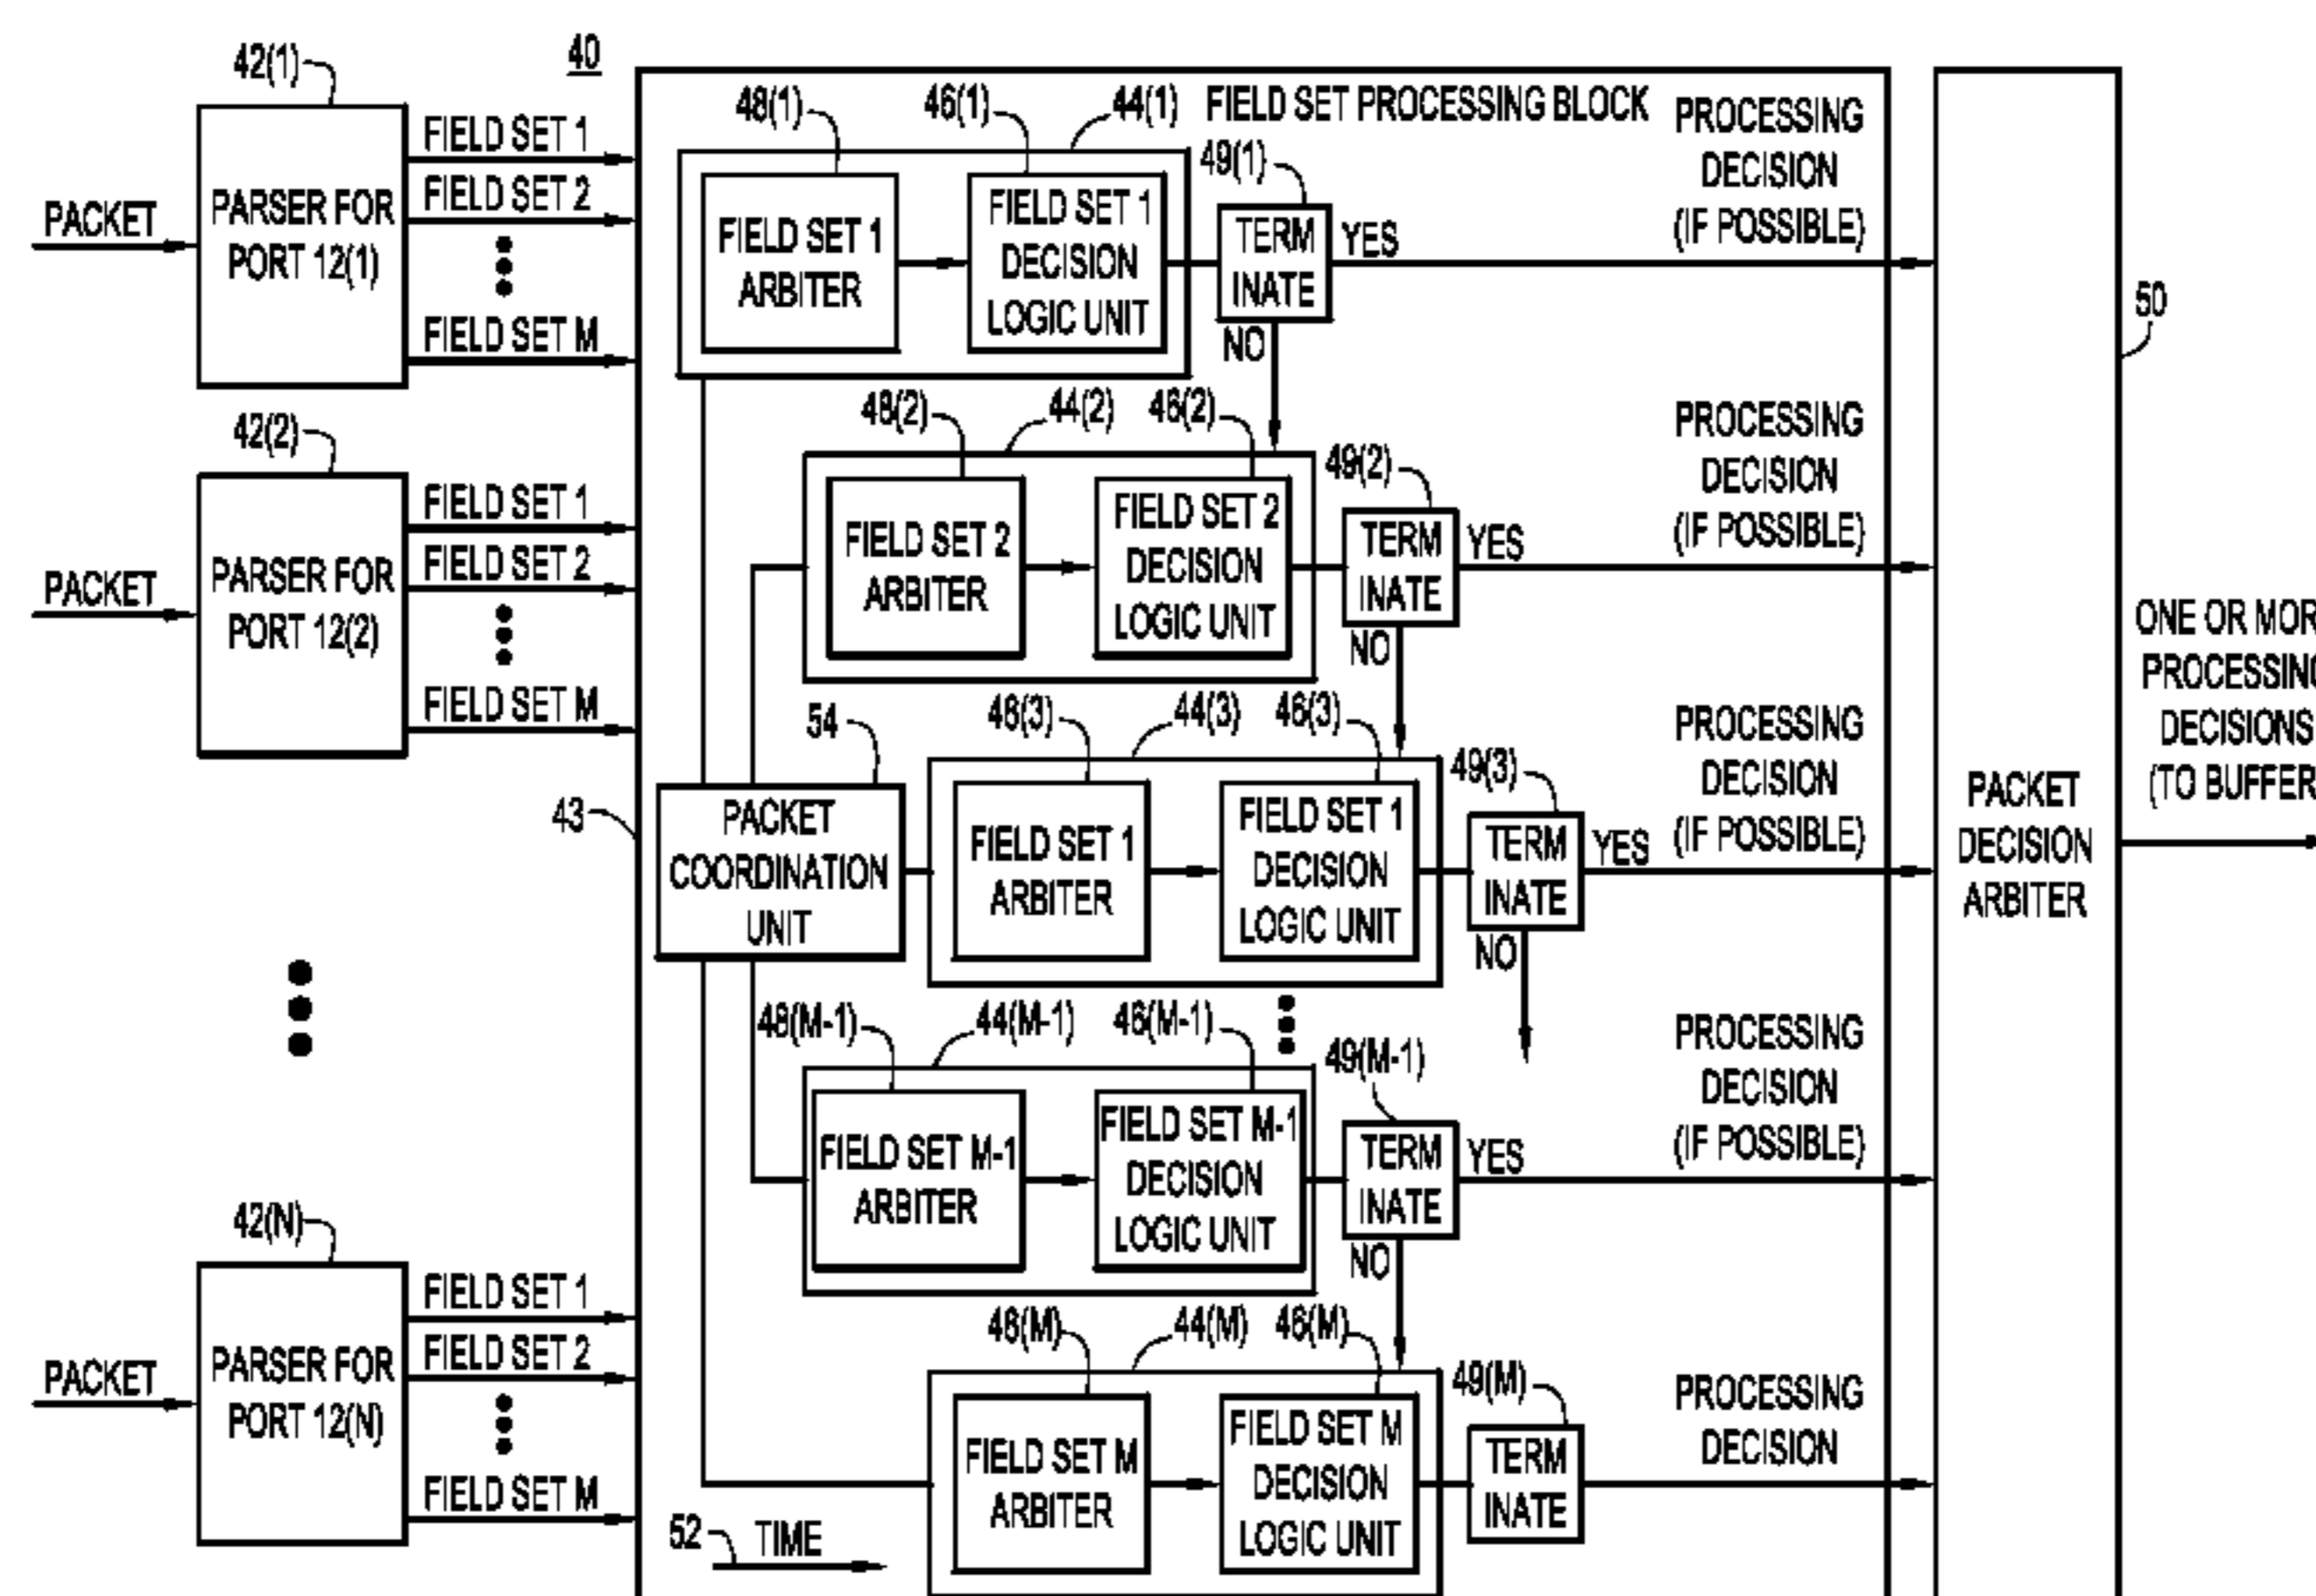 40
42(1)
PACKET
PARSER FOR
PORT 12(1)
FIELD SET 1
FIELD SET 2
FIELD SET M
42(2)
PACKET
PARSER FOR
PORT 12(2)
FIELD SET 1
FIELD SET 2
FIELD SET M
42(N)
PACKET
PARSER FOR
PORT 12(N)
FIELD SET 1
FIELD SET 2
FIELD SET M
43
FIELD SET PROCESSING BLOCK
48(1)
46(1)
44(1)
49(1)
FIELD SET 1
ARBITER
FIELD SET 1
DECISION
LOGIC UNIT
TERM
INATE
YES
NO
PROCESSING
DECISION
(IF POSSIBLE)
48(2)
44(2)
46(2)
49(2)
FIELD SET 2
ARBITER
FIELD SET 2
DECISION
LOGIC UNIT
TERM
INATE
YES
NO
PROCESSING
DECISION
(IF POSSIBLE)
54
PACKET
COORDINATION
UNIT
46(3)
44(3)
46(3)
49(3)
FIELD SET 1
ARBITER
FIELD SET 1
DECISION
LOGIC UNIT
TERM
INATE
YES
NO
PROCESSING
DECISION
(IF POSSIBLE)
48(M-1)
44(M-1)
46(M-1)
49(M-1)
FIELD SET M-1
ARBITER
FIELD SET M-1
DECISION
LOGIC UNIT
TERM
INATE
YES
NO
PROCESSING
DECISION
(IF POSSIBLE)
46(M)
44(M)
46(M)
49(M)
FIELD SET M
ARBITER
FIELD SET M
DECISION
LOGIC UNIT
TERM
INATE
PROCESSING
DECISION
52
TIME
50
PACKET
DECISION
ARBITER
ONE OR MOR
PROCESSING
DECISIONS
(TO BUFFER